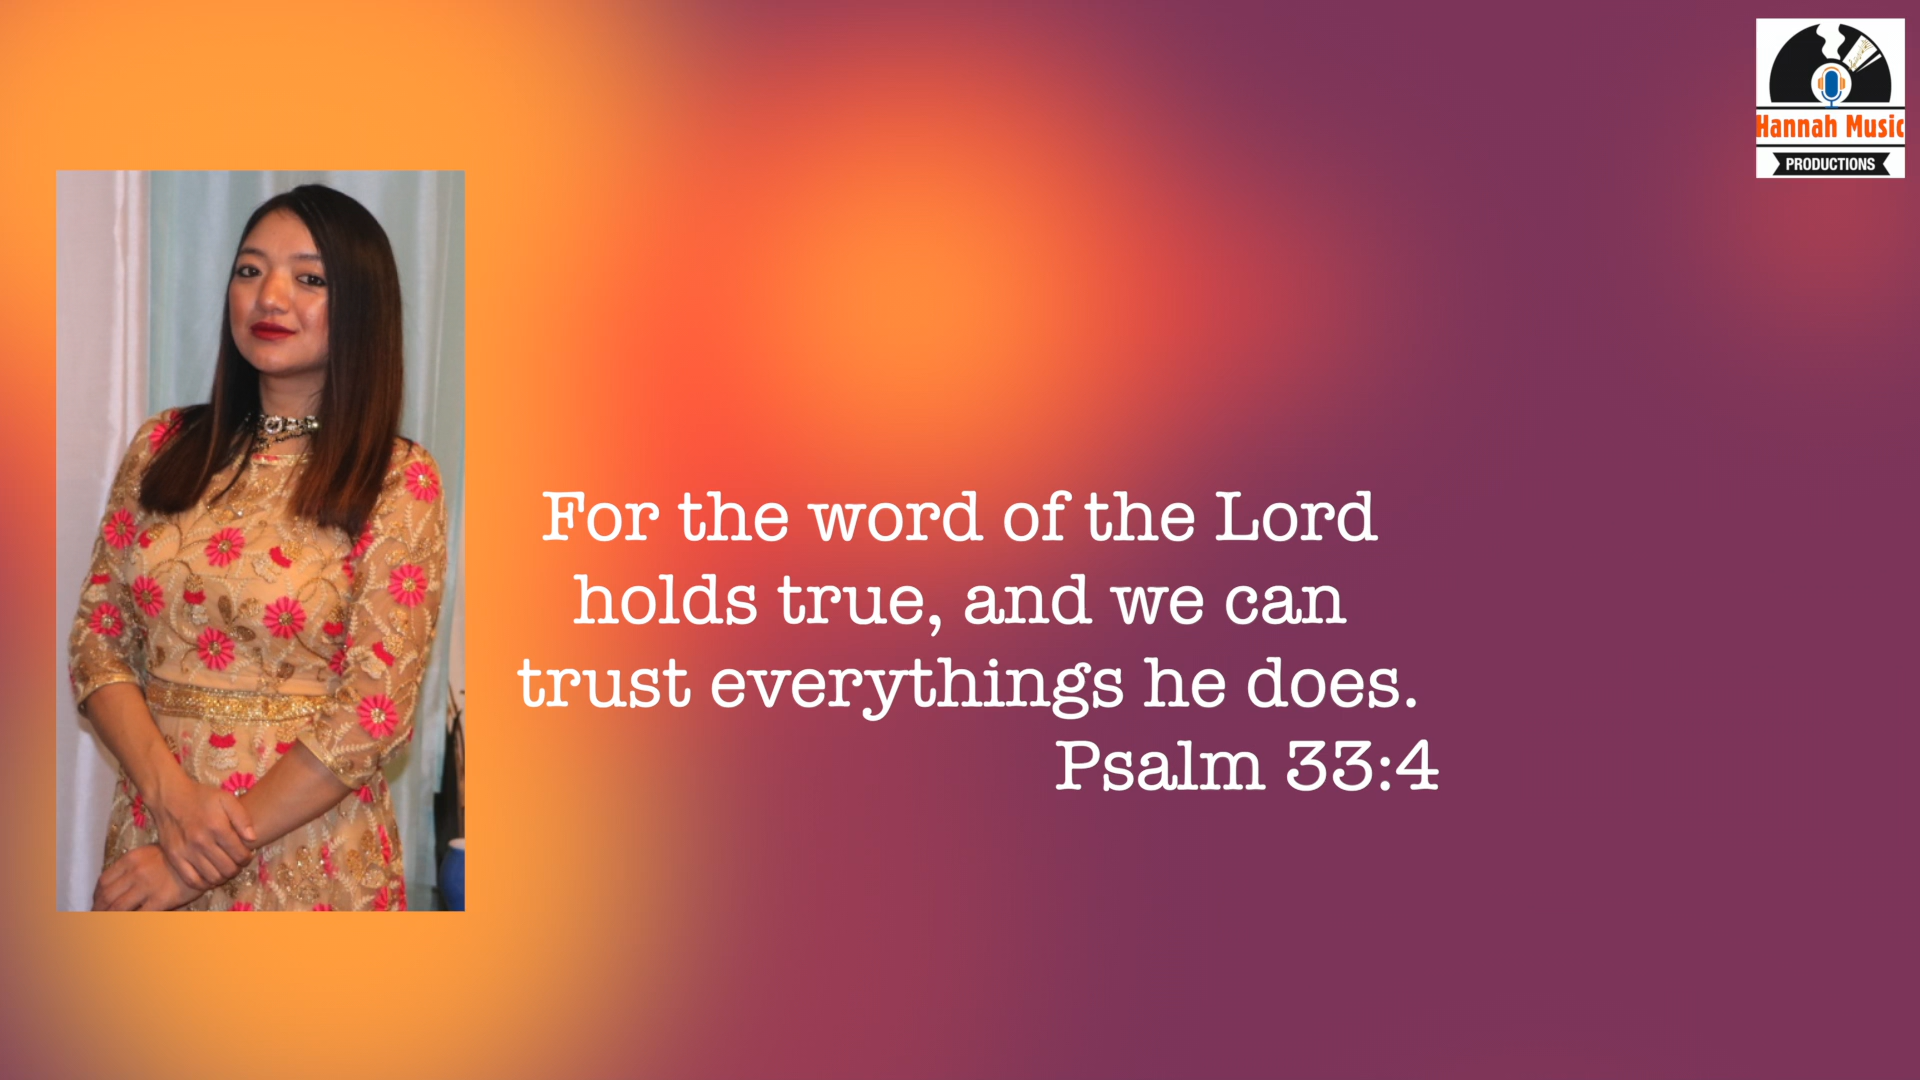 Hannah Music
PRODUCTIONS
For the word of the Lord
holds true, and we can
trust everythings he does.
Psalm 33:4